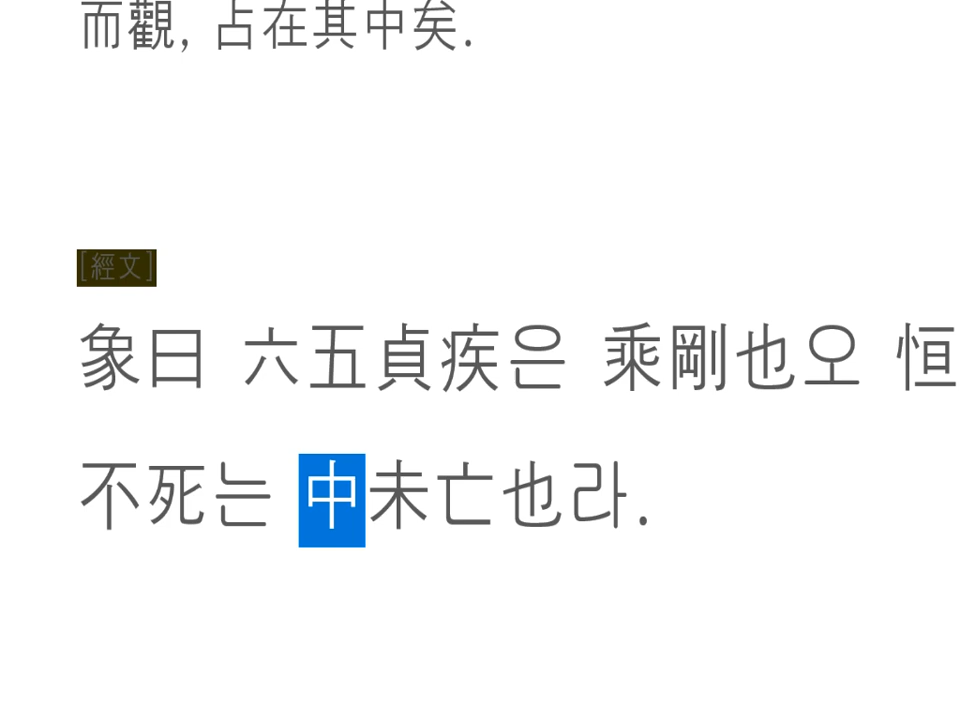 而觀, 占在其中矣.
[經文]
象曰 六五貞疾은 乘剛也오 恒
不死는 中未亡也라.